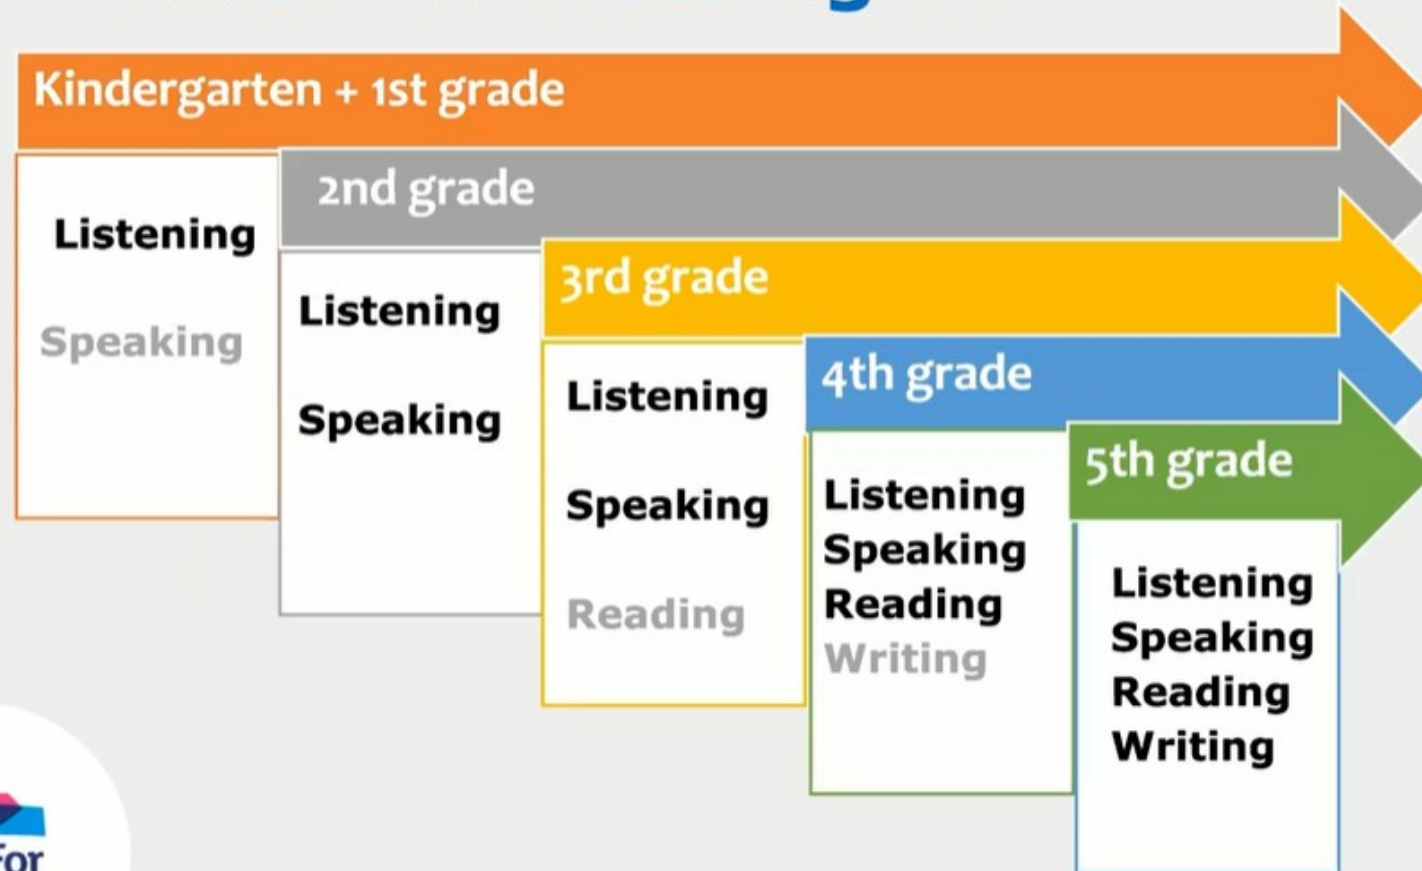 Kindergarten + 1st grade
Listening
Speaking
2nd grade
Listening
Speaking
3rd grade
Listening
Speaking
Reading
4th grade
Listening
Speaking
Reading
Writing
5th grade
Listening
Speaking
Reading
Writing
For